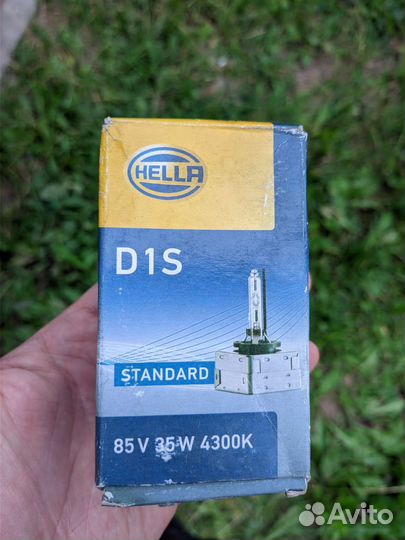 HELLA
D1S
STANDARD
85 V 35 W 4300K
Avito